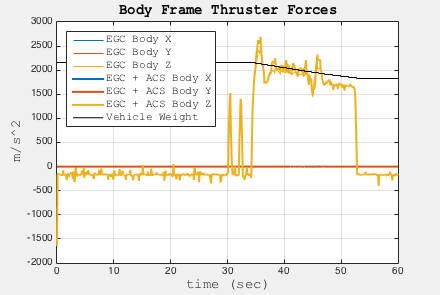 Body Frame Thruster Forces
3000
2500
2000
1500
1000
500
0
-500
-1000
-1500
-2000
m/s^2
EGC Body X
EGC Body Y
EGC Body Z
EGC + ACS Body X
EGC + ACS Body Y
EGC + ACS Body Z
Vehicle Weight
0 10 20 30 40 50 60
time (sec)